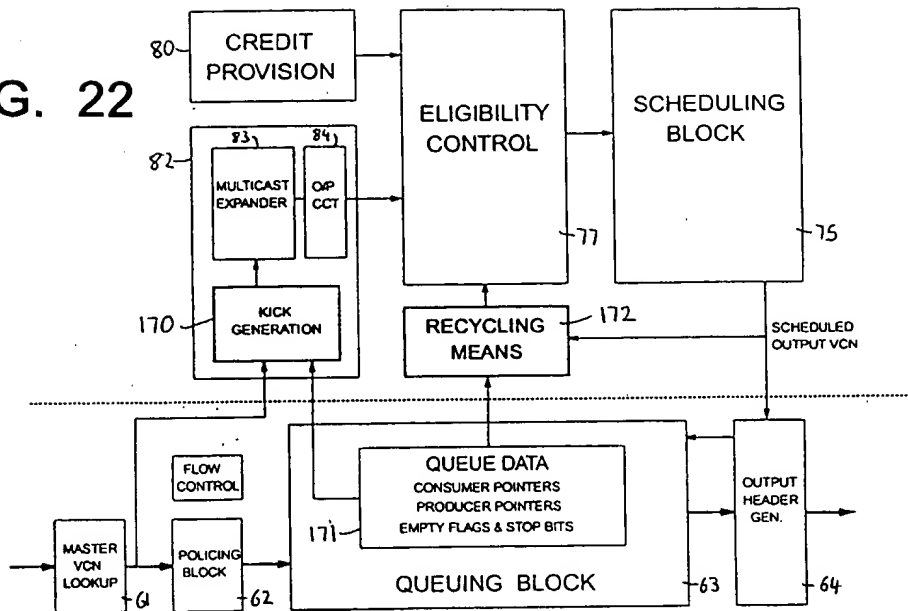 G. 22
80
CREDIT
PROVISION
ELIGIBILITY
CONTROL
77
SCHEDULING
BLOCK
75
82
83
84
MULTICAST
EXPANDER
O/P
CCT
170
KICK
GENERATION
RECYCLING
MEANS
172
SCHEDULED
OUTPUT VCN
FLOW
CONTROL
QUEUE DATA
CONSUMER POINTERS
PRODUCER POINTERS
EMPTY FLAGS & STOP BITS
171
OUTPUT
HEADER
GEN.
MASTER
VCN
LOOKUP
61
POLICING
BLOCK
62
QUEUING BLOCK
63
64